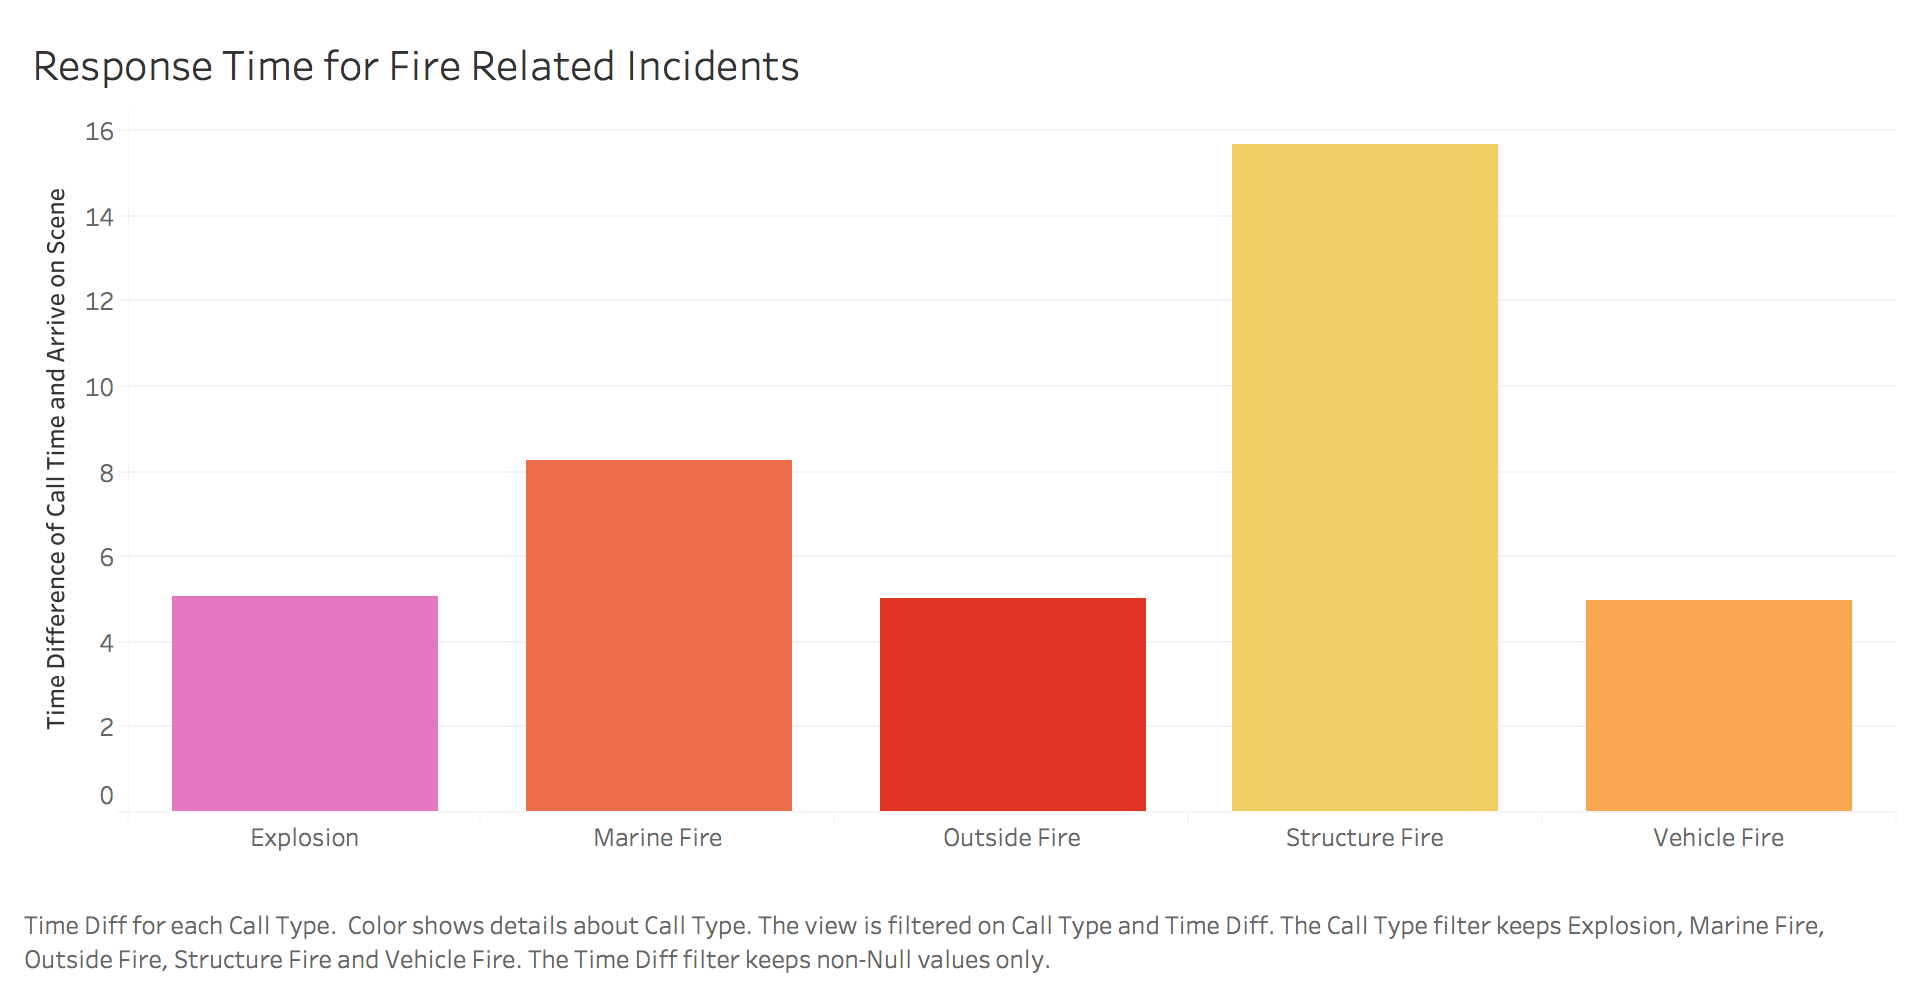 Response Time for Fire Related Incidents
Time Difference of Call Time and Arrive on Scene
16
14
12
10
8
6
4
2
0
Explosion
Marine Fire
Outside Fire
Structure Fire
Vehicle Fire
Time Diff for each Call Type.  Color shows details about Call Type. The view is filtered on Call Type and Time Diff. The Call Type filter keeps Explosion, Marine Fire,
Outside Fire, Structure Fire and Vehicle Fire. The Time Diff filter keeps non-Null values only.